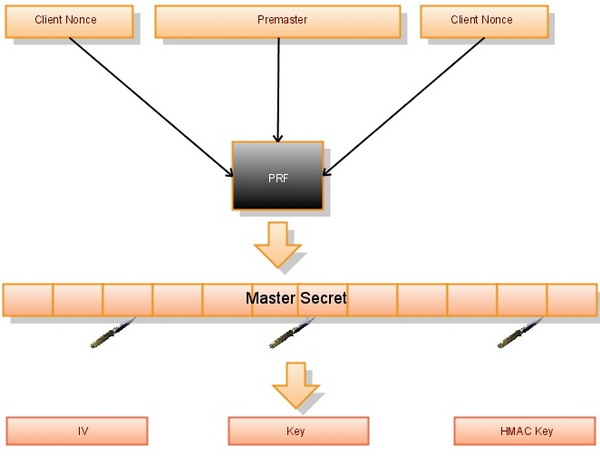 Client Nonce
Premaster
Client Nonce
PRF
Master Secret
IV
Key
HMAC Key